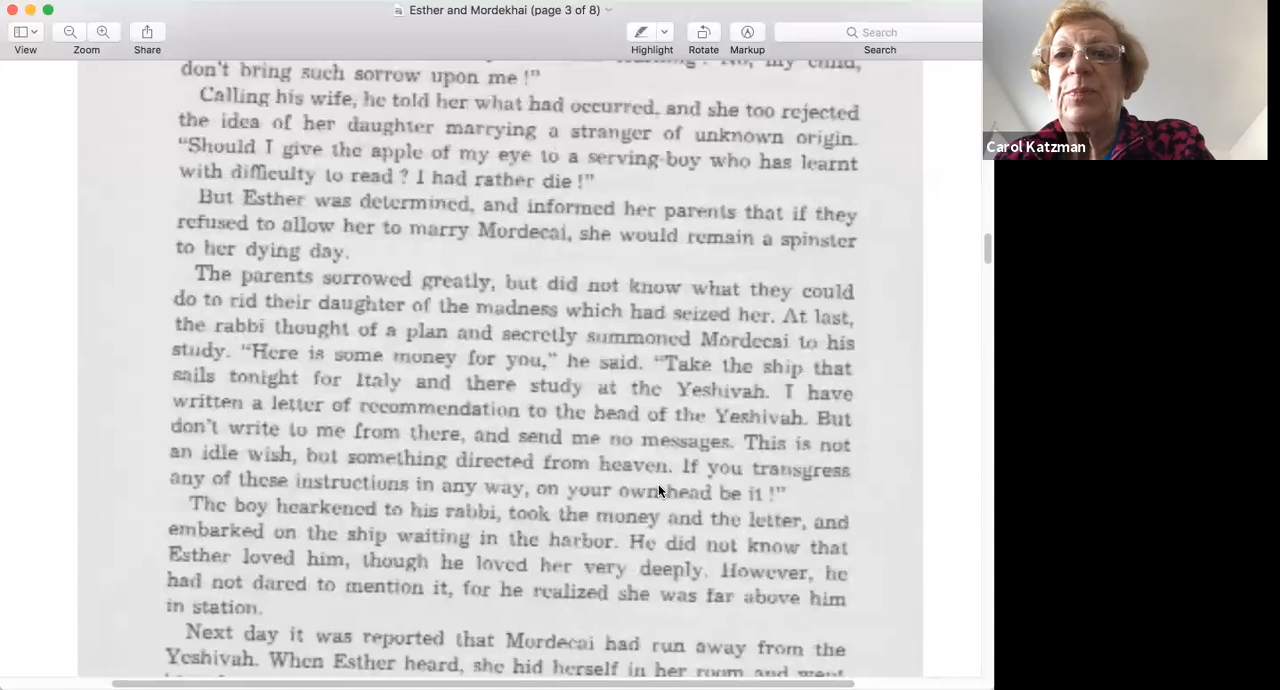 Esther and Mordekhai (page 3 of 8)
View
Zoom
Share
Highlight
Rotate
Markup
Search
Search
Carol Katzman
No, my child,
don't bring such sorrow upon me !"
Calling his wife, he told her what had occurred, and she too rejected
the idea of her daughter marrying a stranger of unknown origin.
"Should I give the apple of my eye to a serving-boy who has learnt
with difficulty to read ? I had rather die !"
But Esther was determined, and informed her parents that if they
refused to allow her to marry Mordecai, she would remain a spinster
to her dying day.
The parents sorrowed greatly, but did not know what they could
do to rid their daughter of the madness which had seized her. At last,
the rabbi thought of a plan and secretly summoned Mordecai to his
study. "Here is some money for you," he said. "Take the ship that
sails tonight for Italy and there study at the Yeshivah. I have
written a letter of recommendation to the head of the Yeshivah. But
don't write to me from there, and send me no messages. This is not
an idle wish, but something directed from heaven. If you transgress
any of these instructions in any way, on your own head be it !"
The boy hearkened to his rabbi, took the money and the letter, and
embarked on the ship waiting in the harbor. He did not know that
Esther loved him, though he loved her very deeply. However, he
had not dared to mention it, for he realized she was far above him
in station.
Next day it was reported that Mordecai had run away from the
Yeshivah. When Esther heard, she hid herself in her room and went